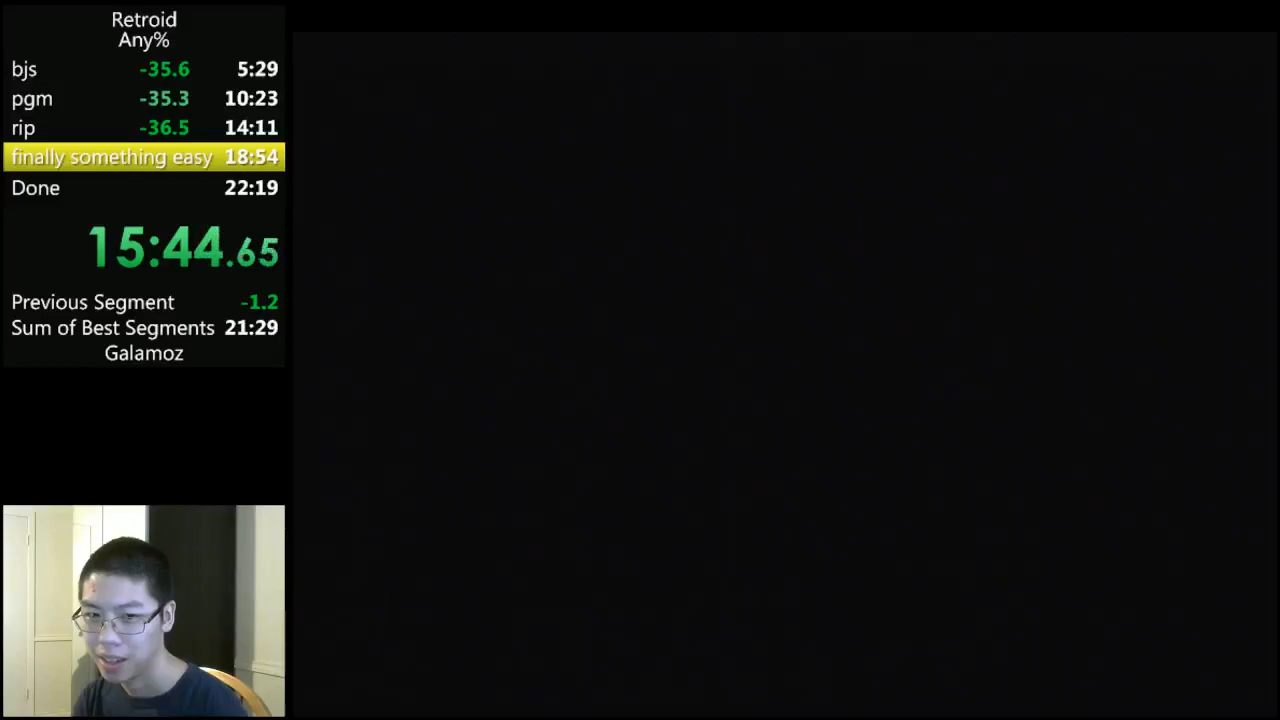 Retroid
Any%
bjs -35.6 5:29
pgm -35.3 10:23
rip -36.5 14:11
finally something easy 18:54
Done 22:19
15:44.65
Previous Segment -1.2
Sum of Best Segments 21:29
Galamoz